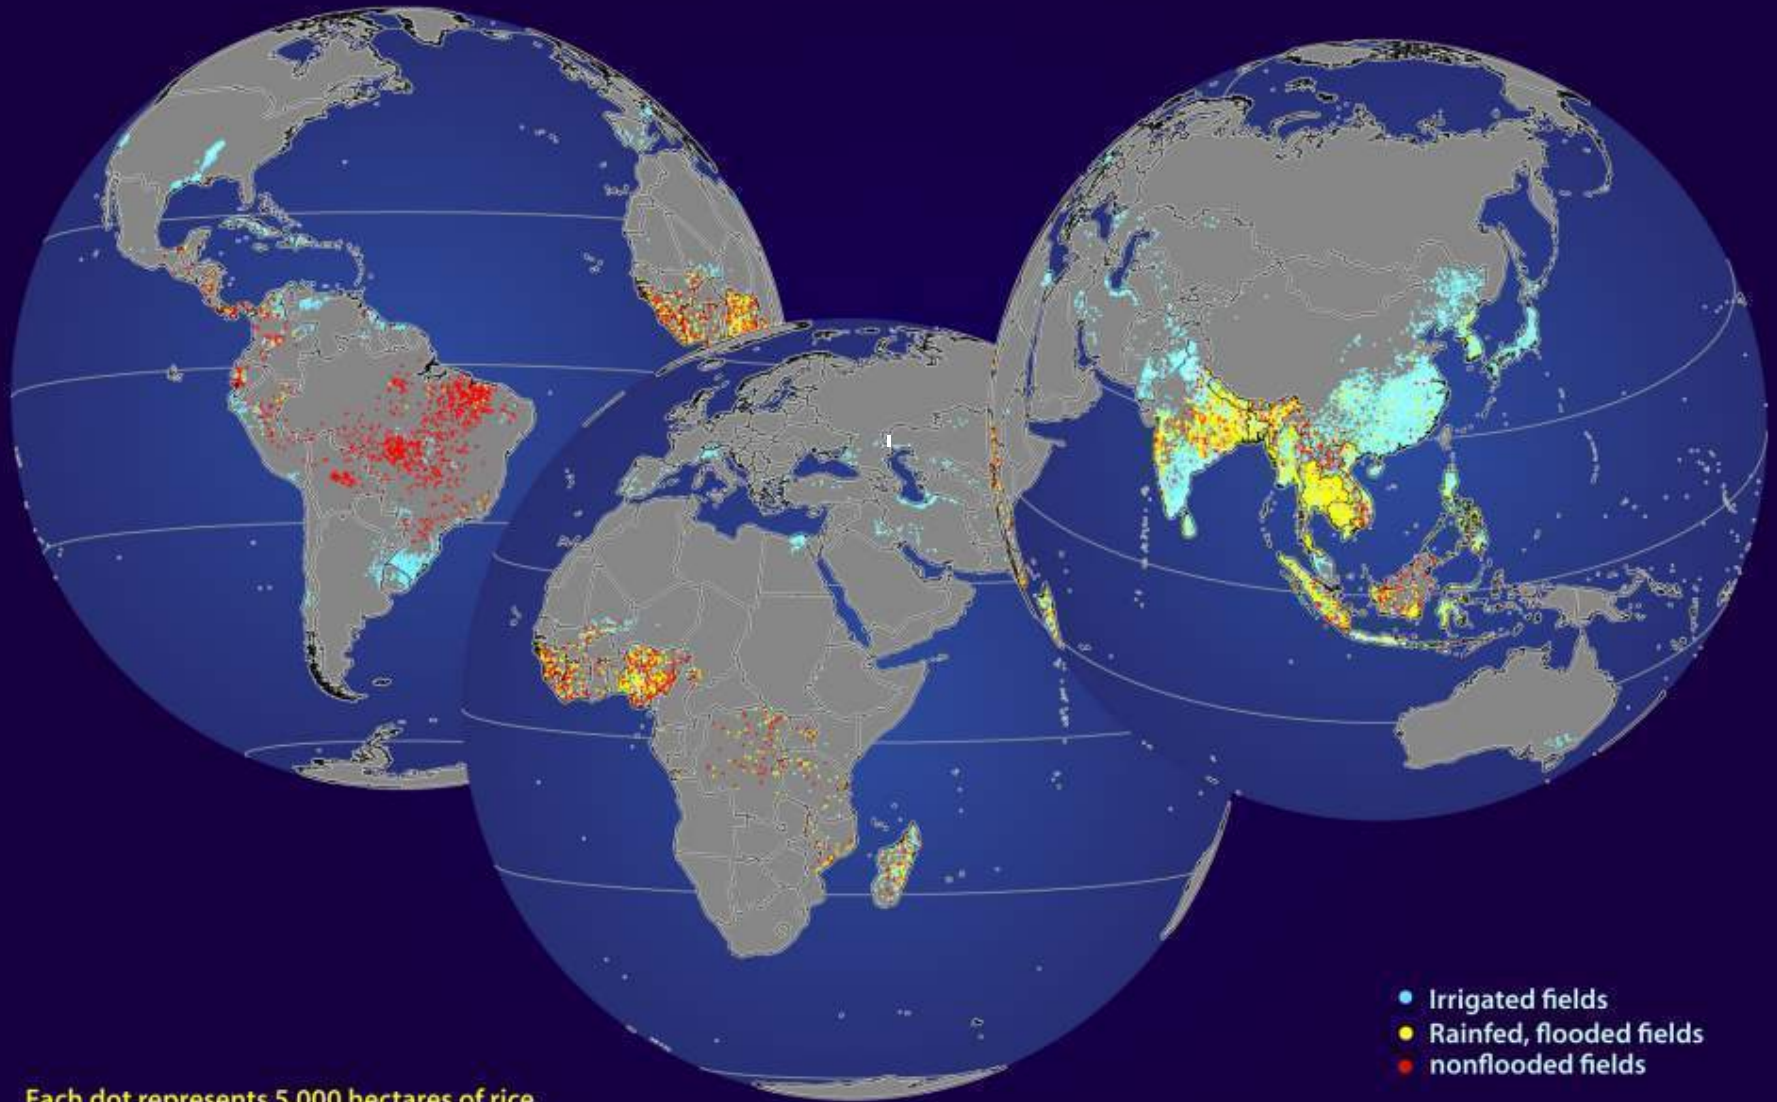 Irrigated fields
Rainfed, flooded fields
nonflooded fields
Each dot represents 5,000 hectares of rice